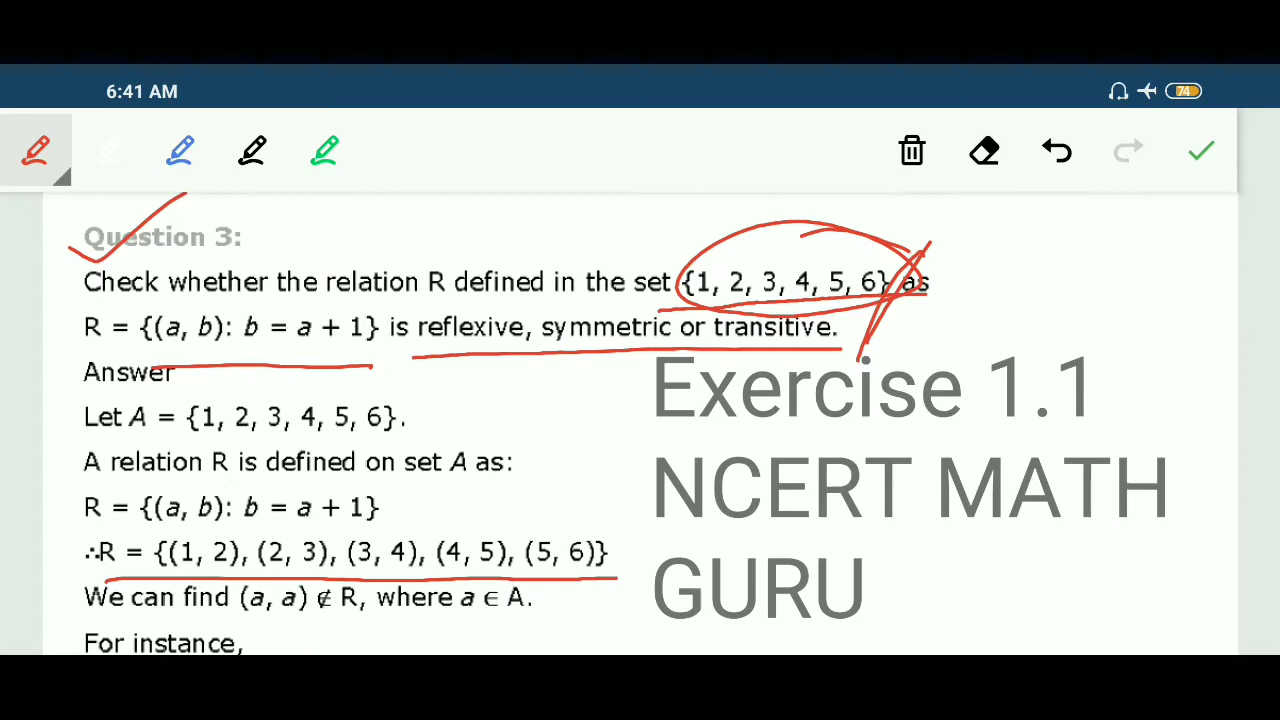 6:41 AM
74
Question 3:
Check whether the relation R defined in the set {1, 2, 3, 4, 5, 6} as
R = {(a, b): b = a + 1} is reflexive, symmetric or transitive.
Answer
Let A = {1, 2, 3, 4, 5, 6}.
A relation R is defined on set A as:
R = {(a, b): b = a + 1}
∴R = {(1, 2), (2, 3), (3, 4), (4, 5), (5, 6)}
We can find (a, a) ∉ R, where a ∈ A.
For instance,
Exercise 1.1
NCERT MATH
GURU